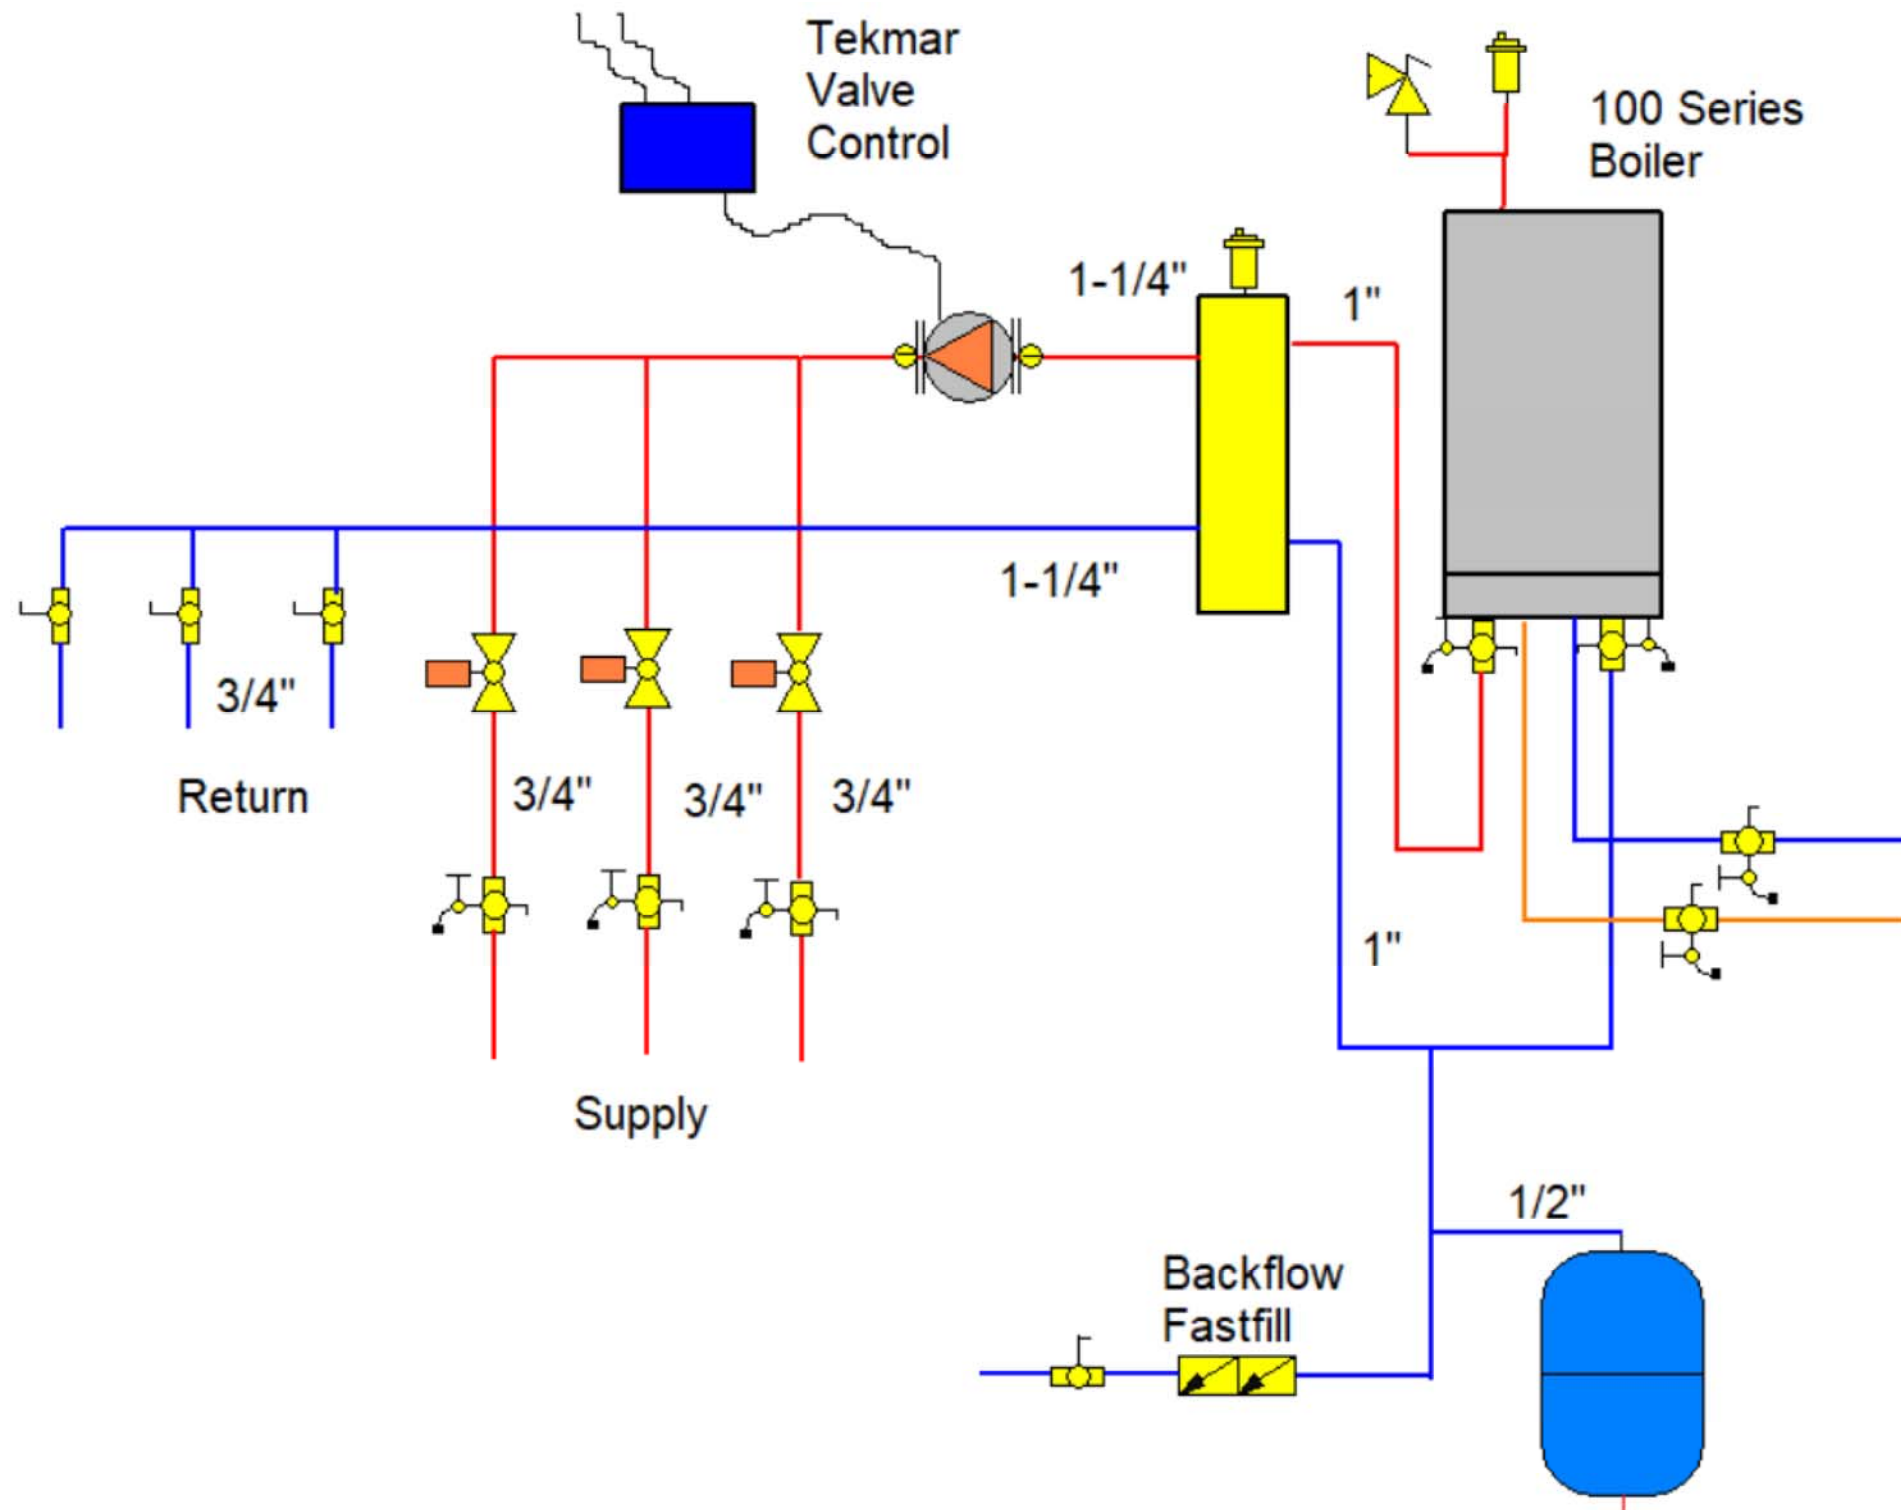 Tekmar
Valve
Control
100 Series
Boiler
1-1/4"
1"
1-1/4"
3/4"
Return
3/4"
3/4"
3/4"
1"
Supply
1/2"
Backflow
Fastfill